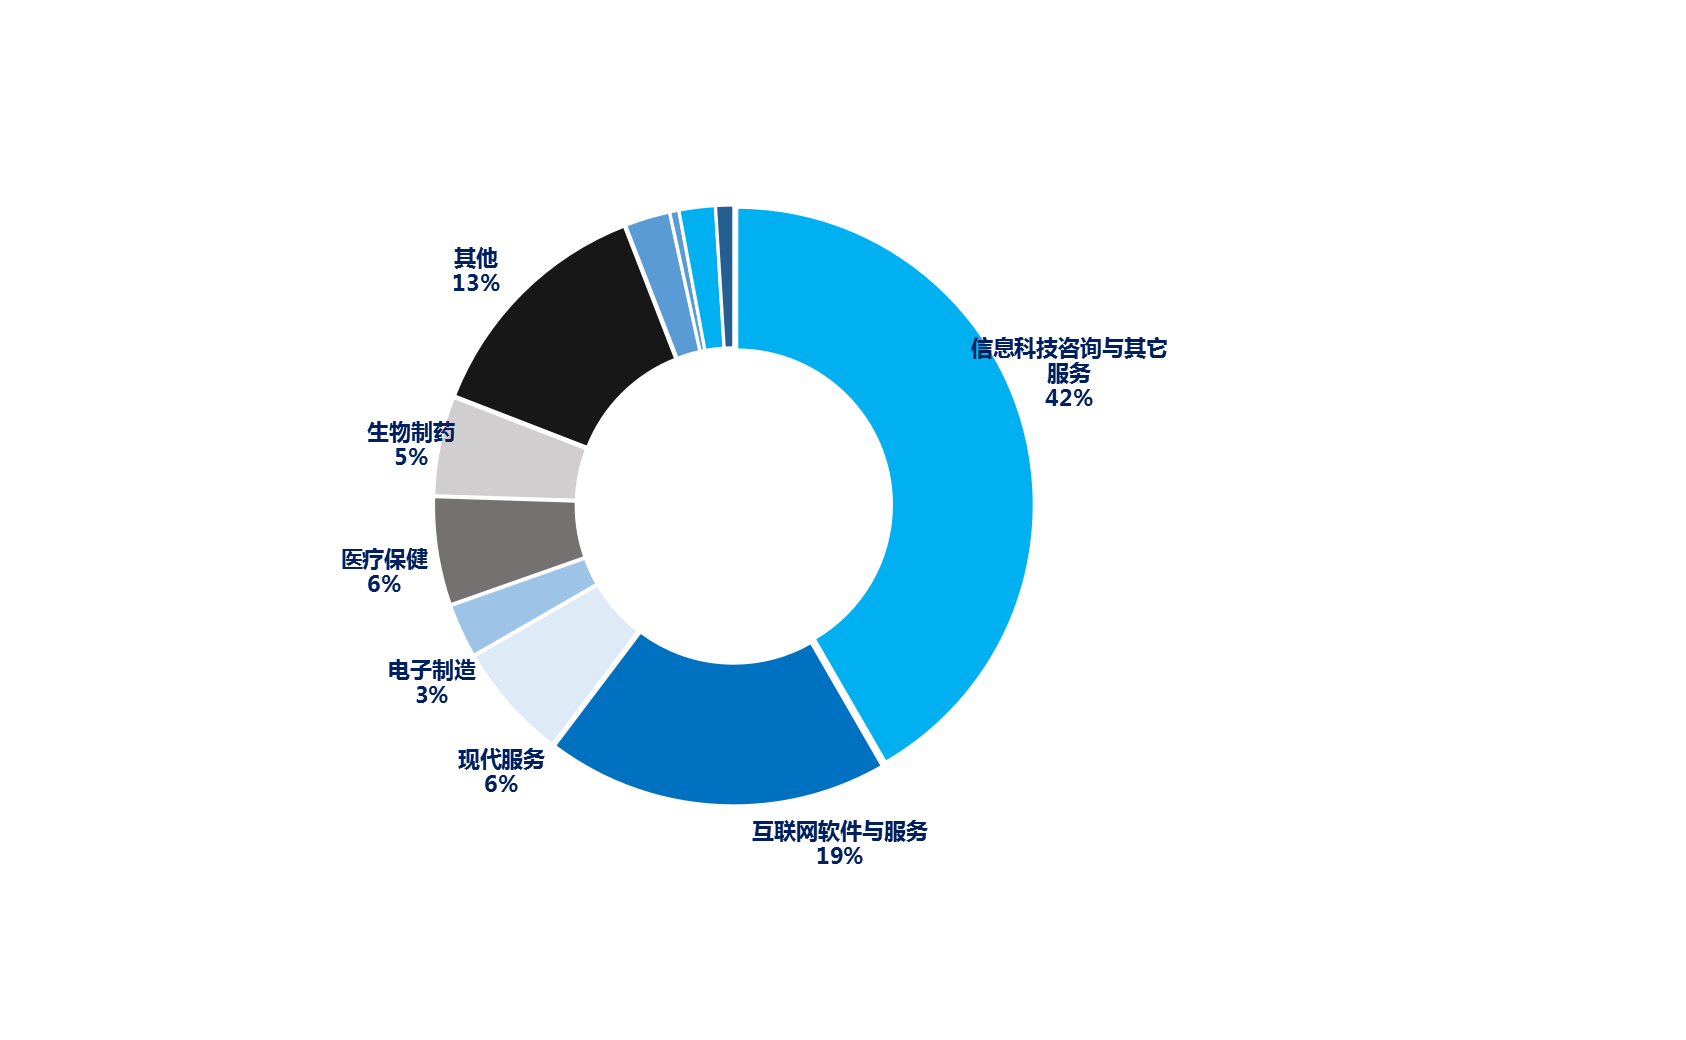 其他
13%
信息科技咨询与其它
服务
42%
生物制药
5%
医疗保健
6%
电子制造
3%
现代服务
6%
互联网软件与服务
19%